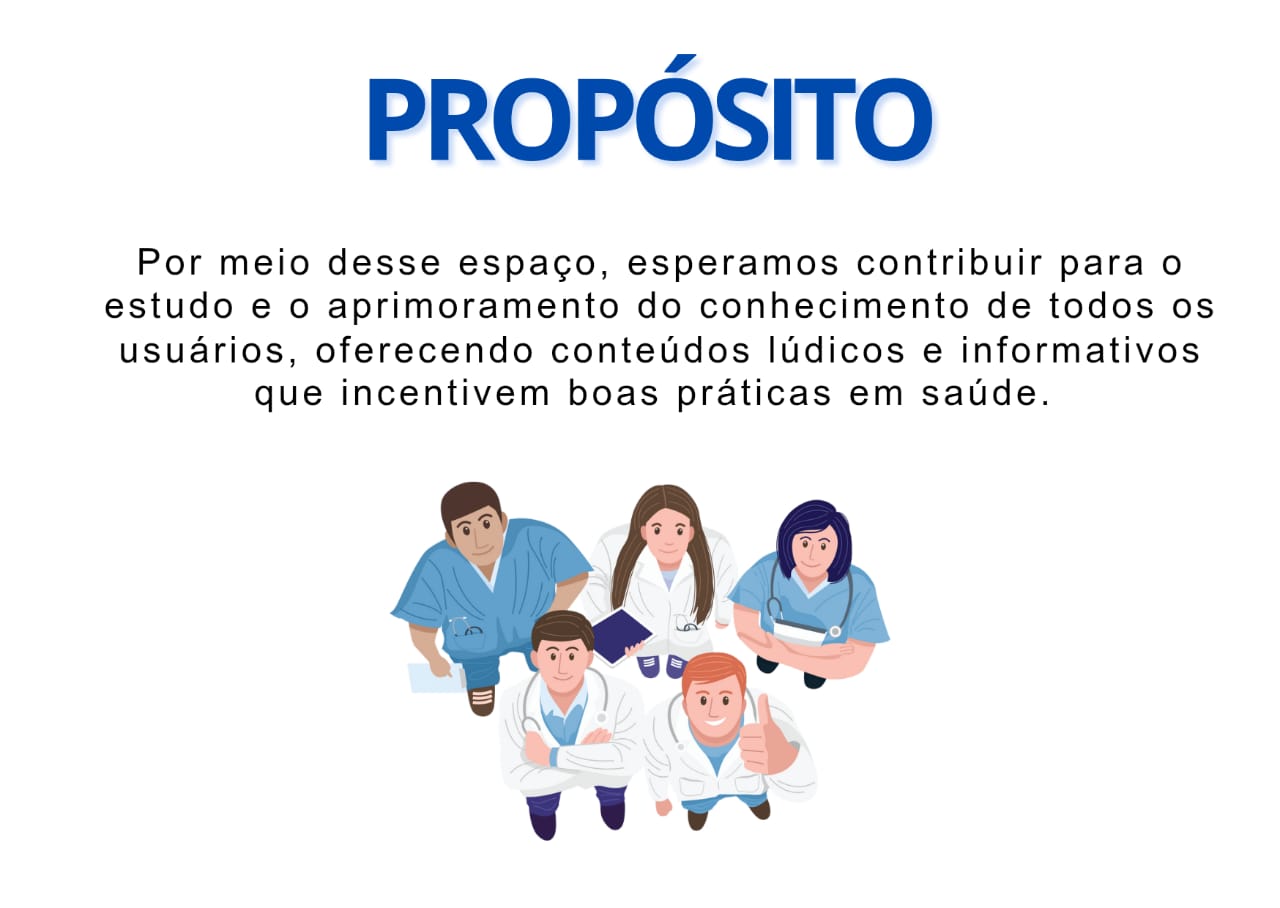 PROPÓSITO
Por meio desse espaço, esperamos contribuir para o
estudo e o aprimoramento do conhecimento de todos os
usuários, oferecendo conteúdos lúdicos e informativos
que incentivem boas práticas em saúde.